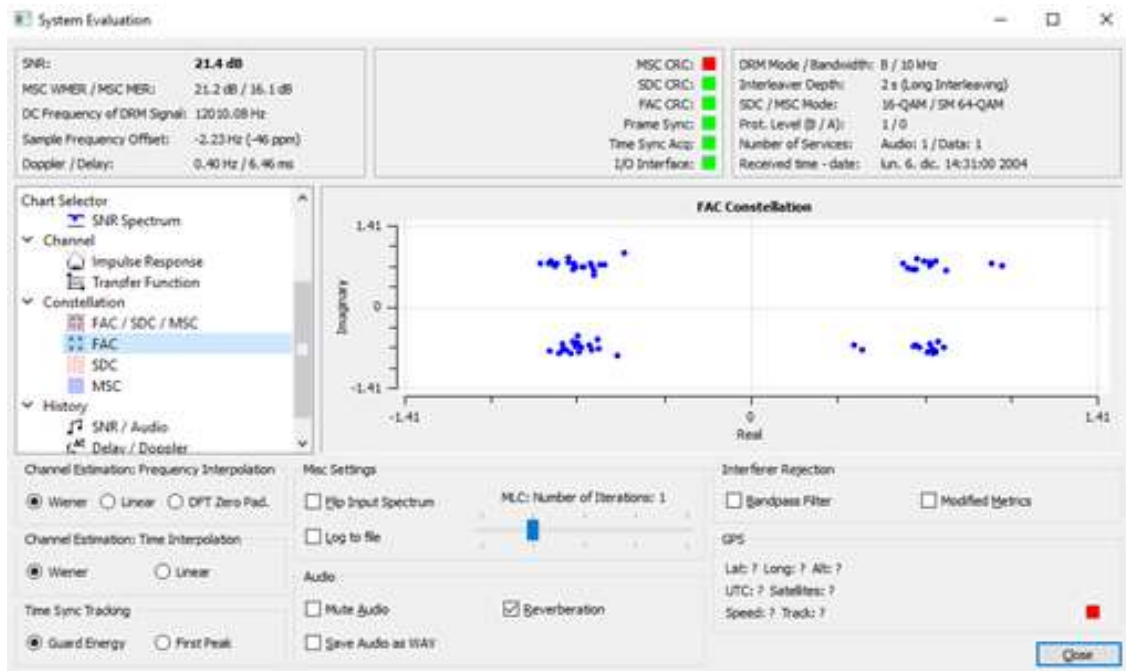 System Evaluation
SNR: 21.4 dB
MSC WMER / MSC MER: 21.2 dB / 16.1 dB
DC Frequency of DRM Signal: 12010.08 Hz
Sample Frequency Offset: -2.23 Hz (-46 ppm)
Doppler / Delay: 0.40 Hz / 6.46 ms
MSC CRC:
SDC CRC:
FAC CRC:
Frame Sync:
Time Sync Acq:
I/O Interface:
DRM Mode / Bandwidth: B / 10 kHz
Interleaver Depth: 2 s (Long Interleaving)
SDC / MSC Mode: 16-QAM / SM 64-QAM
Prot. Level (B / A): 1 / 0
Number of Services: Audio: 1 / Data: 1
Received time - date: lun. 6. dic. 14:31:00 2004
Chart Selector
SNR Spectrum
Channel
Impulse Response
Transfer Function
Constellation
FAC / SDC / MSC
FAC
SDC
MSC
History
SNR / Audio
Delay / Doppler
FAC Constellation
1.41
0
-1.41
Imaginary
-1.41 0 1.41
Real
Channel Estimation: Frequency Interpolation
Wiener Linear DFT Zero Pad.
Channel Estimation: Time Interpolation
Wiener Linear
Time Sync Tracking
Guard Energy First Peak
Misc Settings
Flip Input Spectrum
Log to file
MLC: Number of Iterations: 1
Audio
Mute Audio Reverberation
Save Audio as WAV
Interferer Rejection
Bandpass Filter Modified Metrics
GPS
Lat: ? Long: ? Alt: ?
UTC: ? Satellites: ?
Speed: ? Track: ?
Close